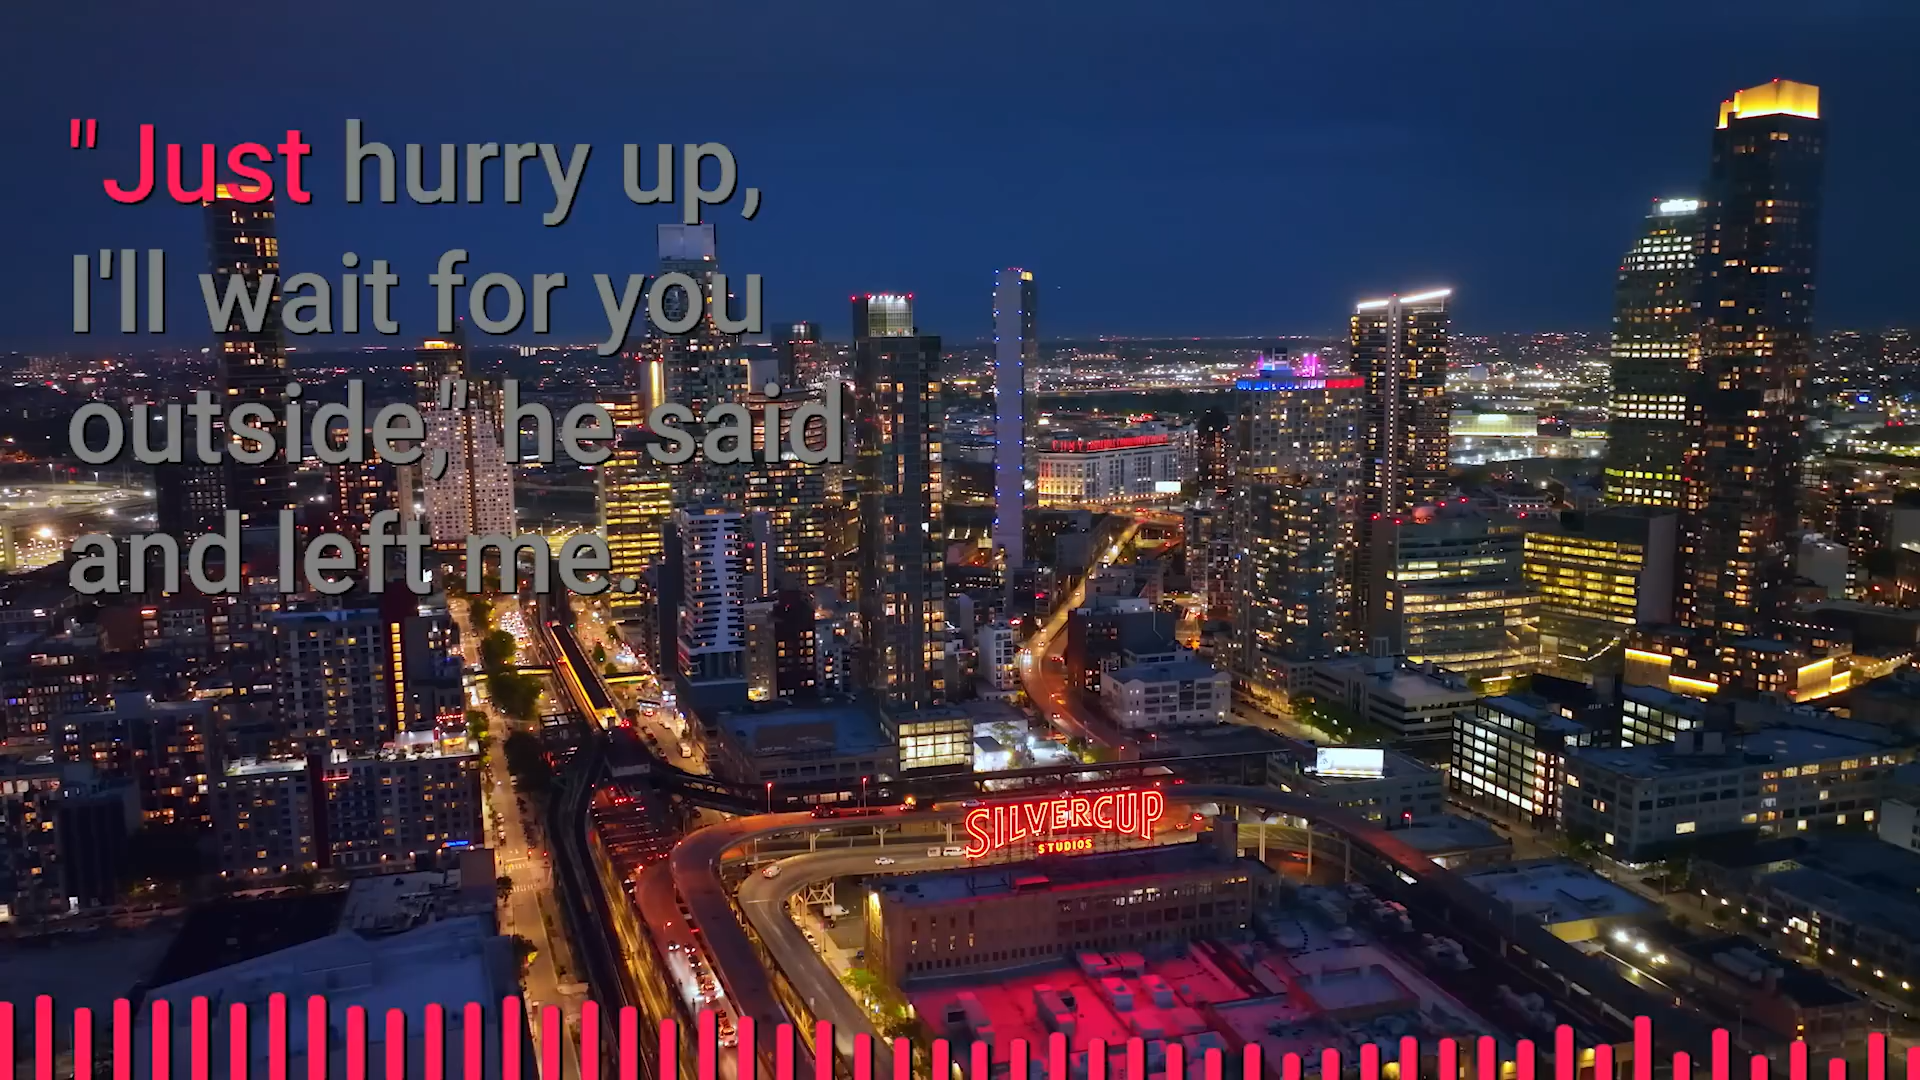 "Just hurry up,
I'll wait for you
outside," he said
and left me.
SILVERCUP
STUDIOS